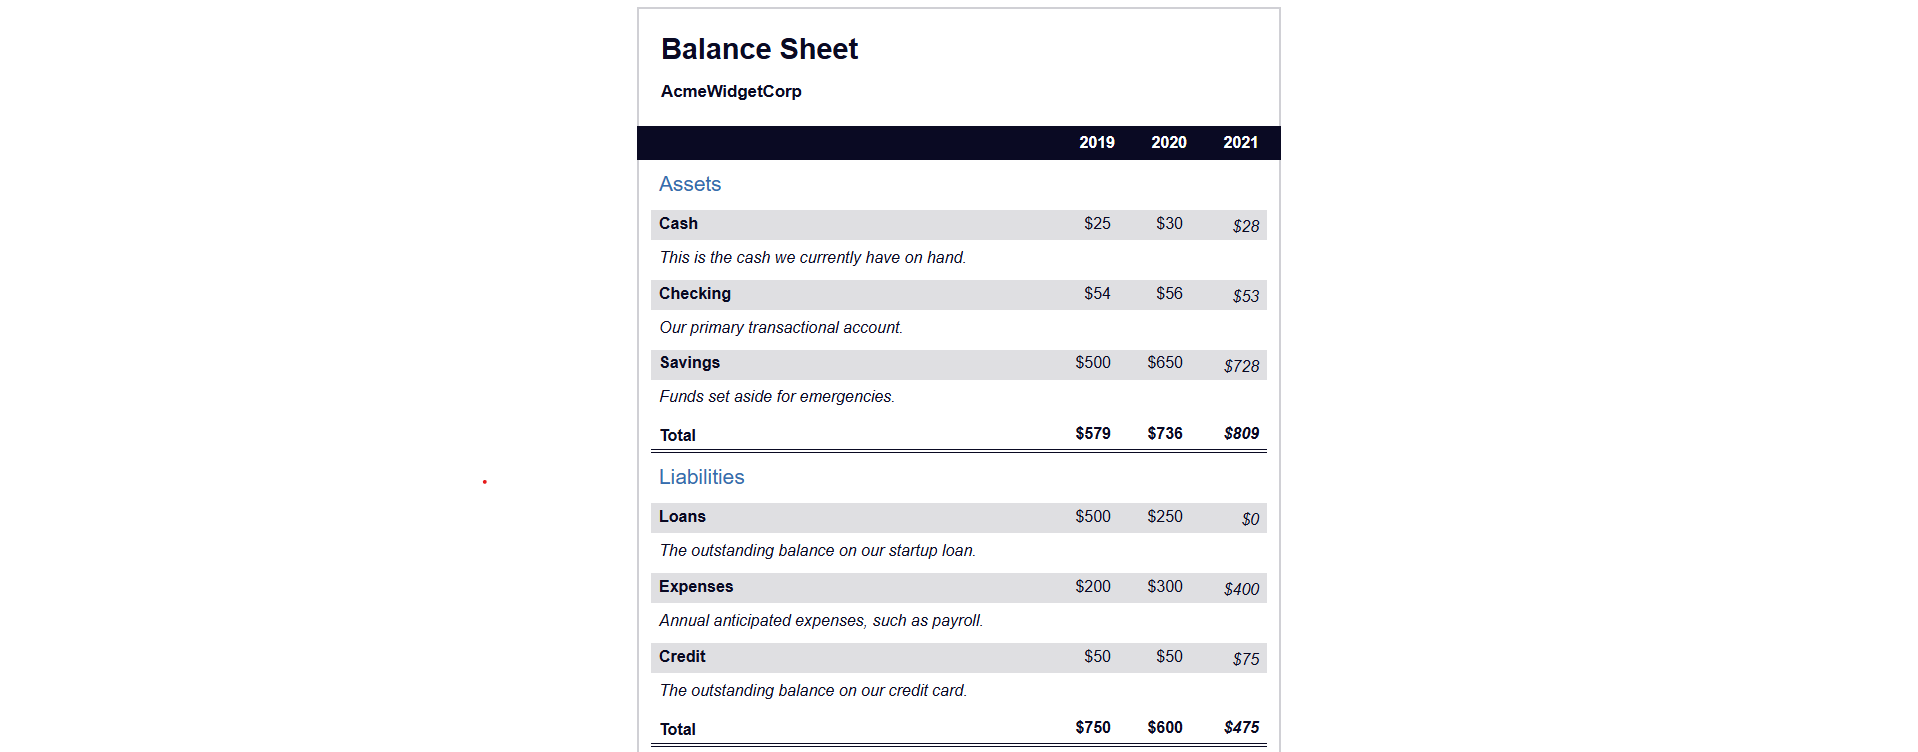 Balance Sheet
AcmeWidgetCorp
2019 2020 2021
Assets
Cash $25 $30 $28
This is the cash we currently have on hand.
Checking $54 $56 $53
Our primary transactional account.
Savings $500 $650 $728
Funds set aside for emergencies.
Total $579 $736 $809
Liabilities
Loans $500 $250 $0
The outstanding balance on our startup loan.
Expenses $200 $300 $400
Annual anticipated expenses, such as payroll.
Credit $50 $50 $75
The outstanding balance on our credit card.
Total $750 $600 $475